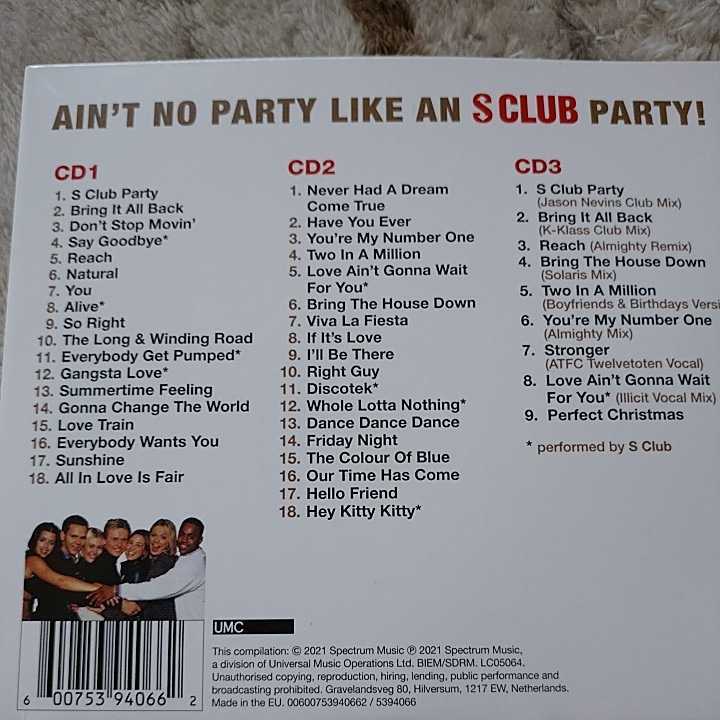 AIN'T NO PARTY LIKE AN S CLUB PARTY!
CD1
1. S Club Party
2. Bring It All Back
3. Don't Stop Movin'
4. Say Goodbye*
5. Reach
6. Natural
7. You
8. Alive*
9. So Right
10. The Long & Winding Road
11. Everybody Get Pumped*
12. Gangsta Love*
13. Summertime Feeling
14. Gonna Change The World
15. Love Train
16. Everybody Wants You
17. Sunshine
18. All In Love Is Fair
CD2
1. Never Had A Dream
Come True
2. Have You Ever
3. You're My Number One
4. Two In A Million
5. Love Ain't Gonna Wait
For You*
6. Bring The House Down
7. Viva La Fiesta
8. If It's Love
9. I'll Be There
10. Right Guy
11. Discotek*
12. Whole Lotta Nothing*
13. Dance Dance Dance
14. Friday Night
15. The Colour Of Blue
16. Our Time Has Come
17. Hello Friend
18. Hey Kitty Kitty*
CD3
1. S Club Party
(Jason Nevins Club Mix)
2. Bring It All Back
(K-Klass Club Mix)
3. Reach (Almighty Remix)
4. Bring The House Down
(Solaris Mix)
5. Two In A Million
(Boyfriends & Birthdays Versi
6. You're My Number One
(Almighty Mix)
7. Stronger
(ATFC Twelvetoten Vocal)
8. Love Ain't Gonna Wait
For You* (Illicit Vocal Mix)
9. Perfect Christmas
* performed by S Club
UMC
This compilation: © 2021 Spectrum Music ℗ 2021 Spectrum Music,
a division of Universal Music Operations Ltd. BIEM/SDRM. LC05064.
Unauthorised copying, reproduction, hiring, lending, public performance and
broadcasting prohibited. Gravelandsveg 80, Hilversum, 1217 EW, Netherlands.
Made in the EU. 00600753940662 / 5394066
6 00753 94066 2